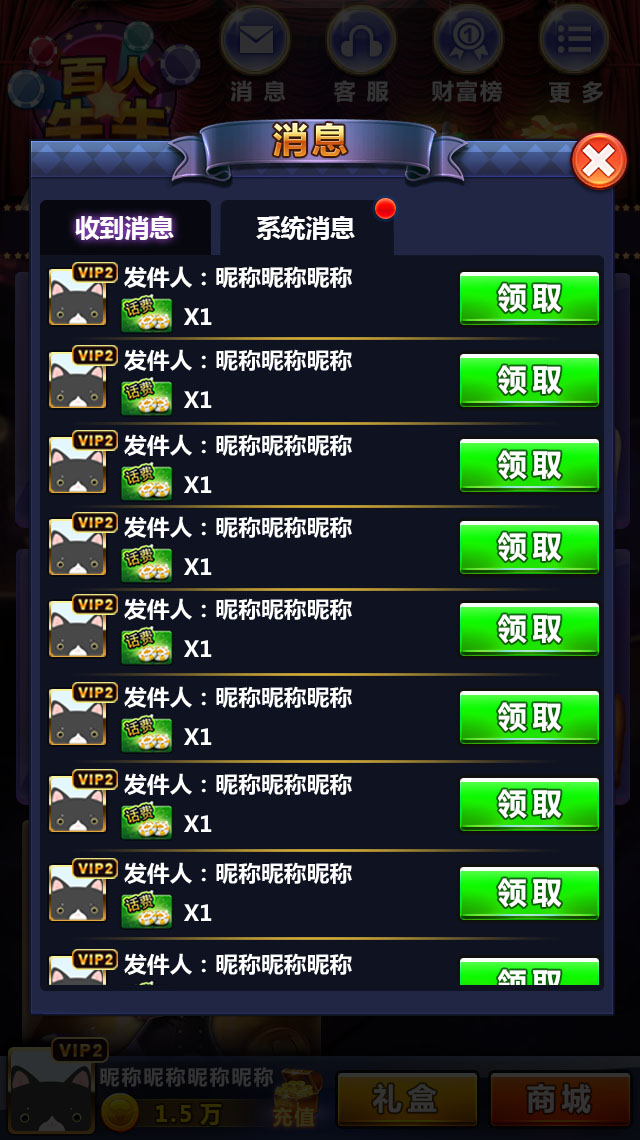 百人
牛牛
消息
客服
财富榜
更多
消息
收到消息
系统消息
VIP2
发件人：昵称昵称昵称
话费
X1
领取
VIP2
发件人：昵称昵称昵称
话费
X1
领取
VIP2
发件人：昵称昵称昵称
话费
X1
领取
VIP2
发件人：昵称昵称昵称
话费
X1
领取
VIP2
发件人：昵称昵称昵称
话费
X1
领取
VIP2
发件人：昵称昵称昵称
话费
X1
领取
VIP2
发件人：昵称昵称昵称
话费
X1
领取
VIP2
发件人：昵称昵称昵称
话费
X1
领取
VIP2
发件人：昵称昵称昵称
领取
VIP2
昵称昵称昵称昵称
1.5万
充值
礼盒
商城